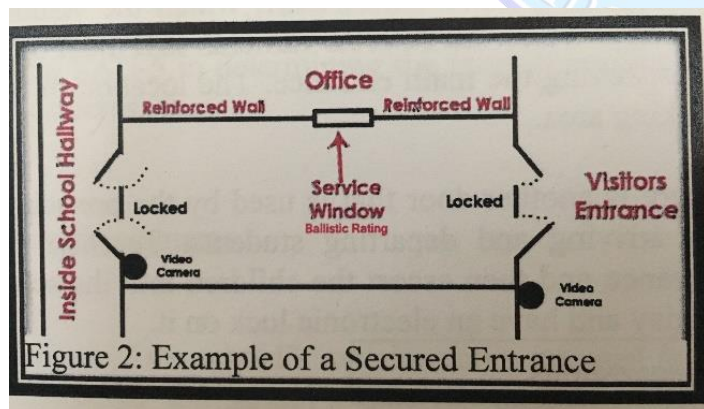 Office
Reinforced Wall
Reinforced Wall
Inside School Hallway
Service
Window
Ballistic Rating
Locked
Locked
Visitors
Entrance
Video
Camera
Video
Camera
Figure 2: Example of a Secured Entrance